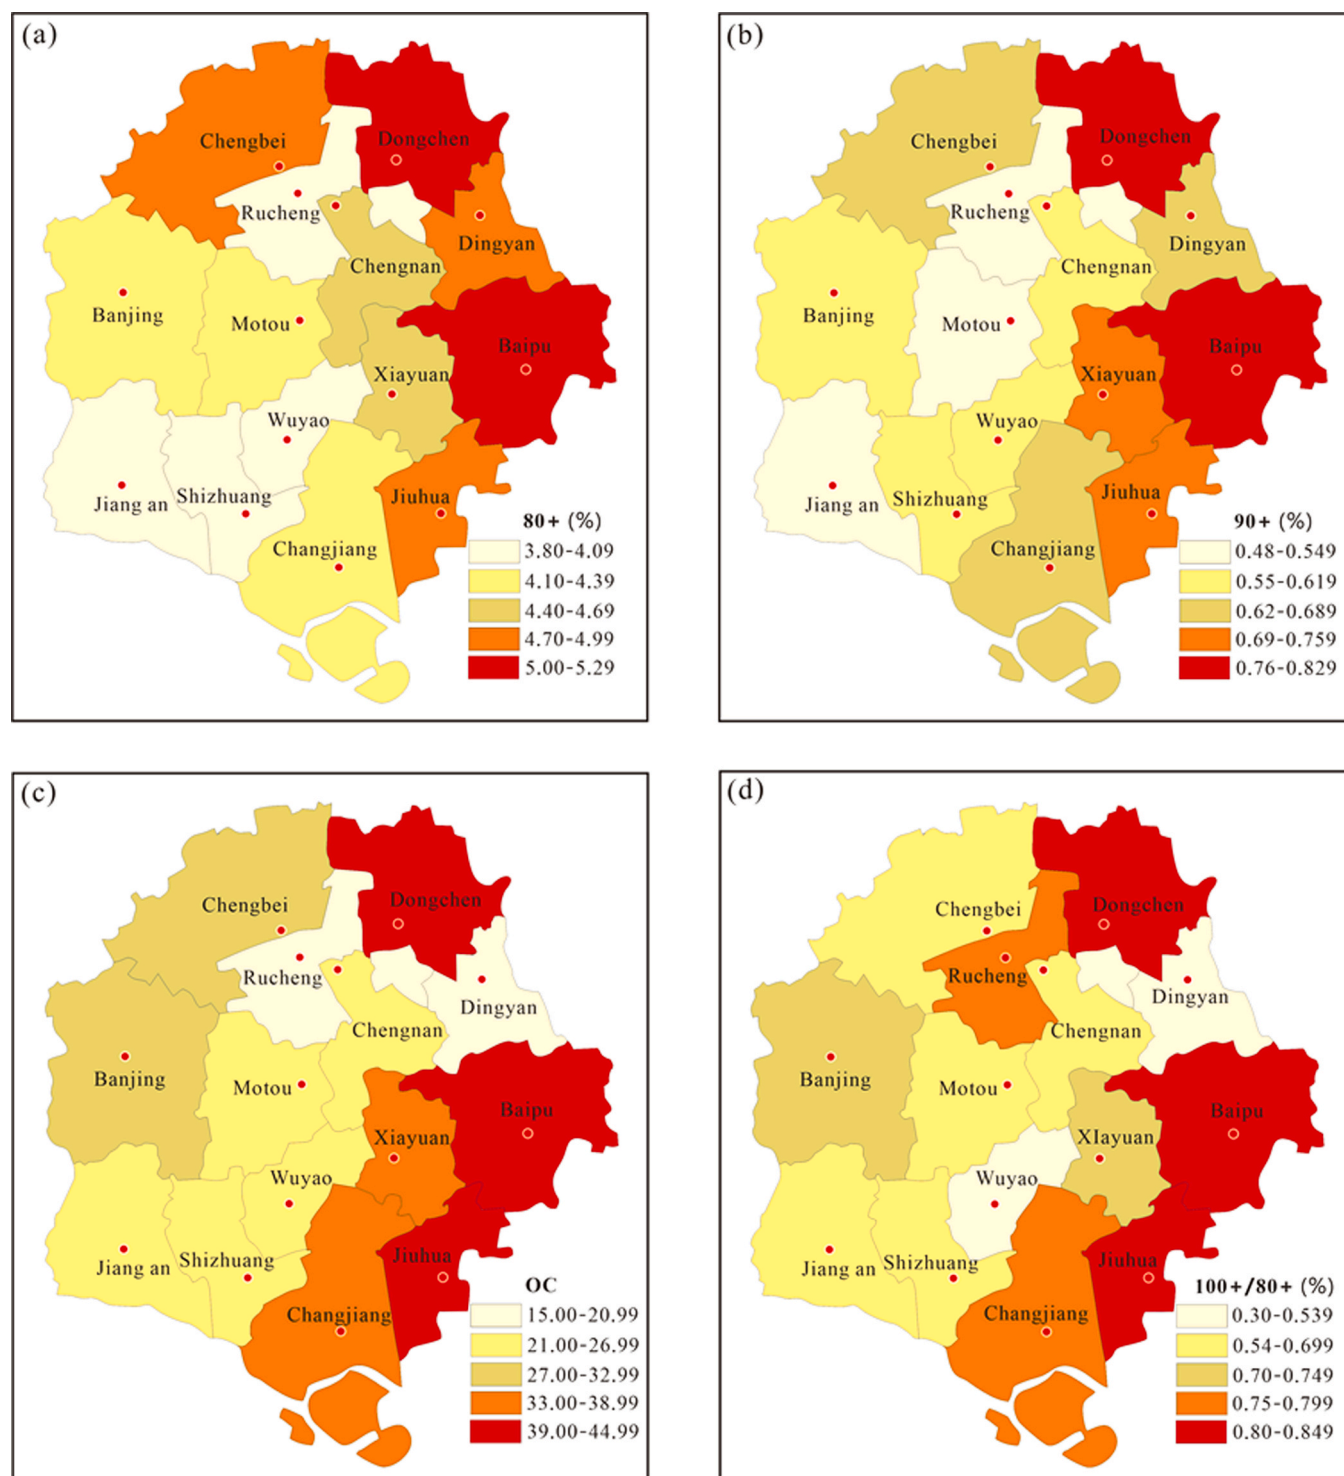 (a)
Chengbei
Dongchen
Rucheng
Dingyan
Chengnan
Banjing
Motou
Baipu
Xiayuan
Wuyao
Jiang an
Shizhuang
Jiuhua
Changjiang
80+ (%)
3.80-4.09
4.10-4.39
4.40-4.69
4.70-4.99
5.00-5.29
(b)
Chengbei
Dongchen
Rucheng
Dingyan
Chengnan
Banjing
Motou
Baipu
Xiayuan
Wuyao
Jiang an
Shizhuang
Jiuhua
Changjiang
90+ (%)
0.48-0.549
0.55-0.619
0.62-0.689
0.69-0.759
0.76-0.829
(c)
Chengbei
Dongchen
Rucheng
Dingyan
Chengnan
Banjing
Motou
Baipu
Xiayuan
Wuyao
Jiang an
Shizhuang
Jiuhua
Changjiang
OC
15.00-20.99
21.00-26.99
27.00-32.99
33.00-38.99
39.00-44.99
(d)
Chengbei
Dongchen
Rucheng
Dingyan
Chengnan
Banjing
Motou
Baipu
XIayuan
Wuyao
Jiang an
Shizhuang
Jiuhua
Changjiang
100+/80+ (%)
0.30-0.539
0.54-0.699
0.70-0.749
0.75-0.799
0.80-0.849